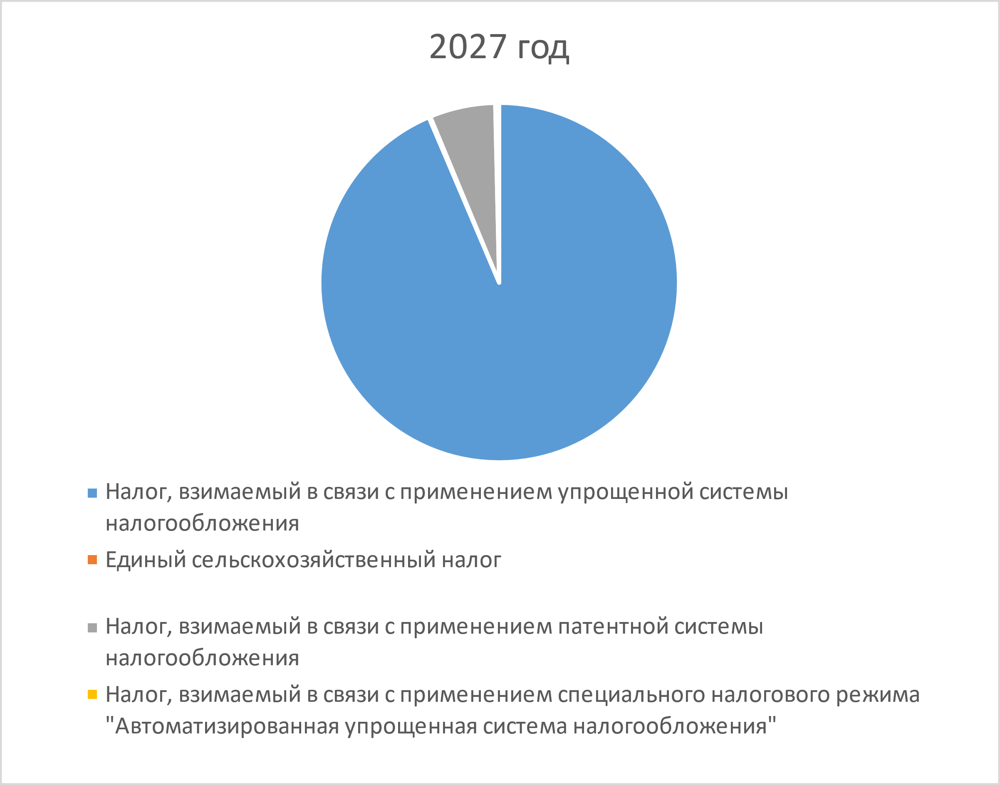 2027 год
Налог, взимаемый в связи с применением упрощенной системы
налогообложения
Единый сельскохозяйственный налог
Налог, взимаемый в связи с применением патентной системы
налогообложения
Налог, взимаемый в связи с применением специального налогового режима
"Автоматизированная упрощенная система налогообложения"